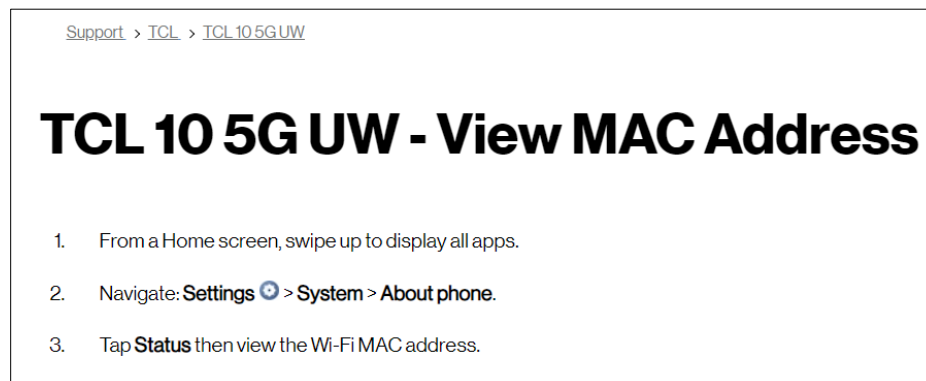 Support > TCL > TCL 10 5G UW
TCL 10 5G UW - View MAC Address
1. From a Home screen, swipe up to display all apps.
2. Navigate: Settings > System > About phone.
3. Tap Status then view the Wi-Fi MAC address.